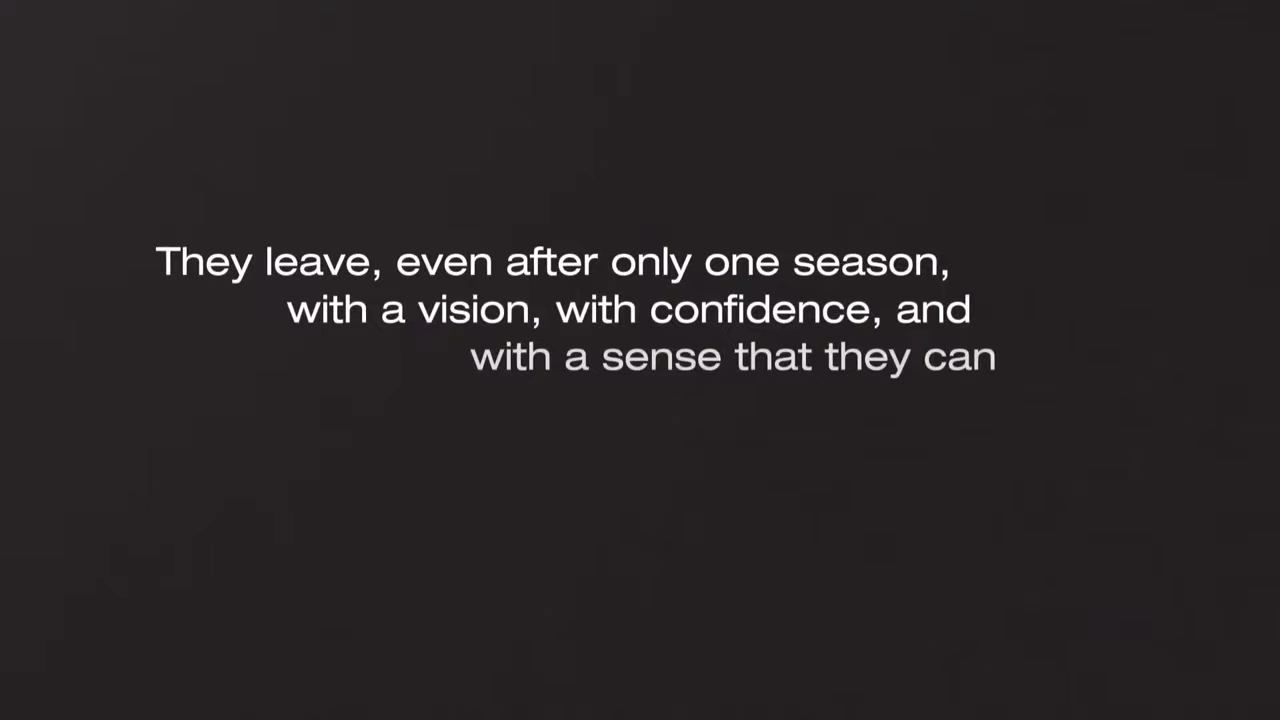 They leave, even after only one season,
with a vision, with confidence, and
with a sense that they can